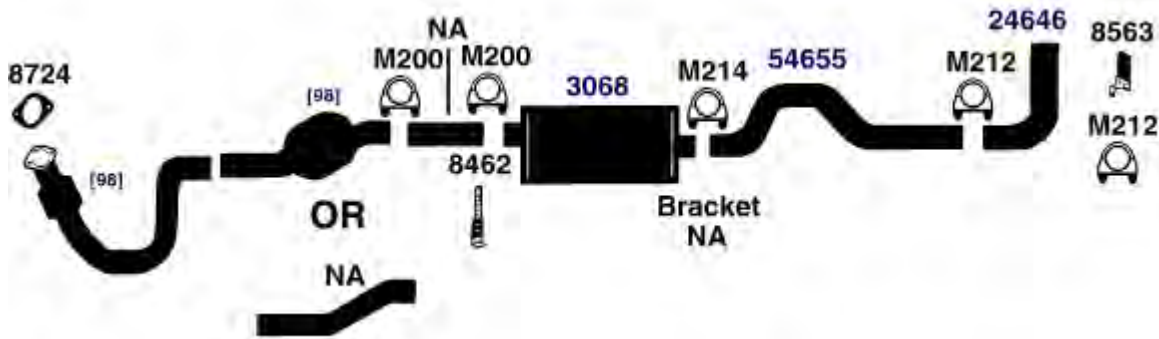 8724
[98]
[98]
M200
NA
M200
8462
3068
M214
54655
M212
24646
8563
M212
OR
NA
Bracket
NA